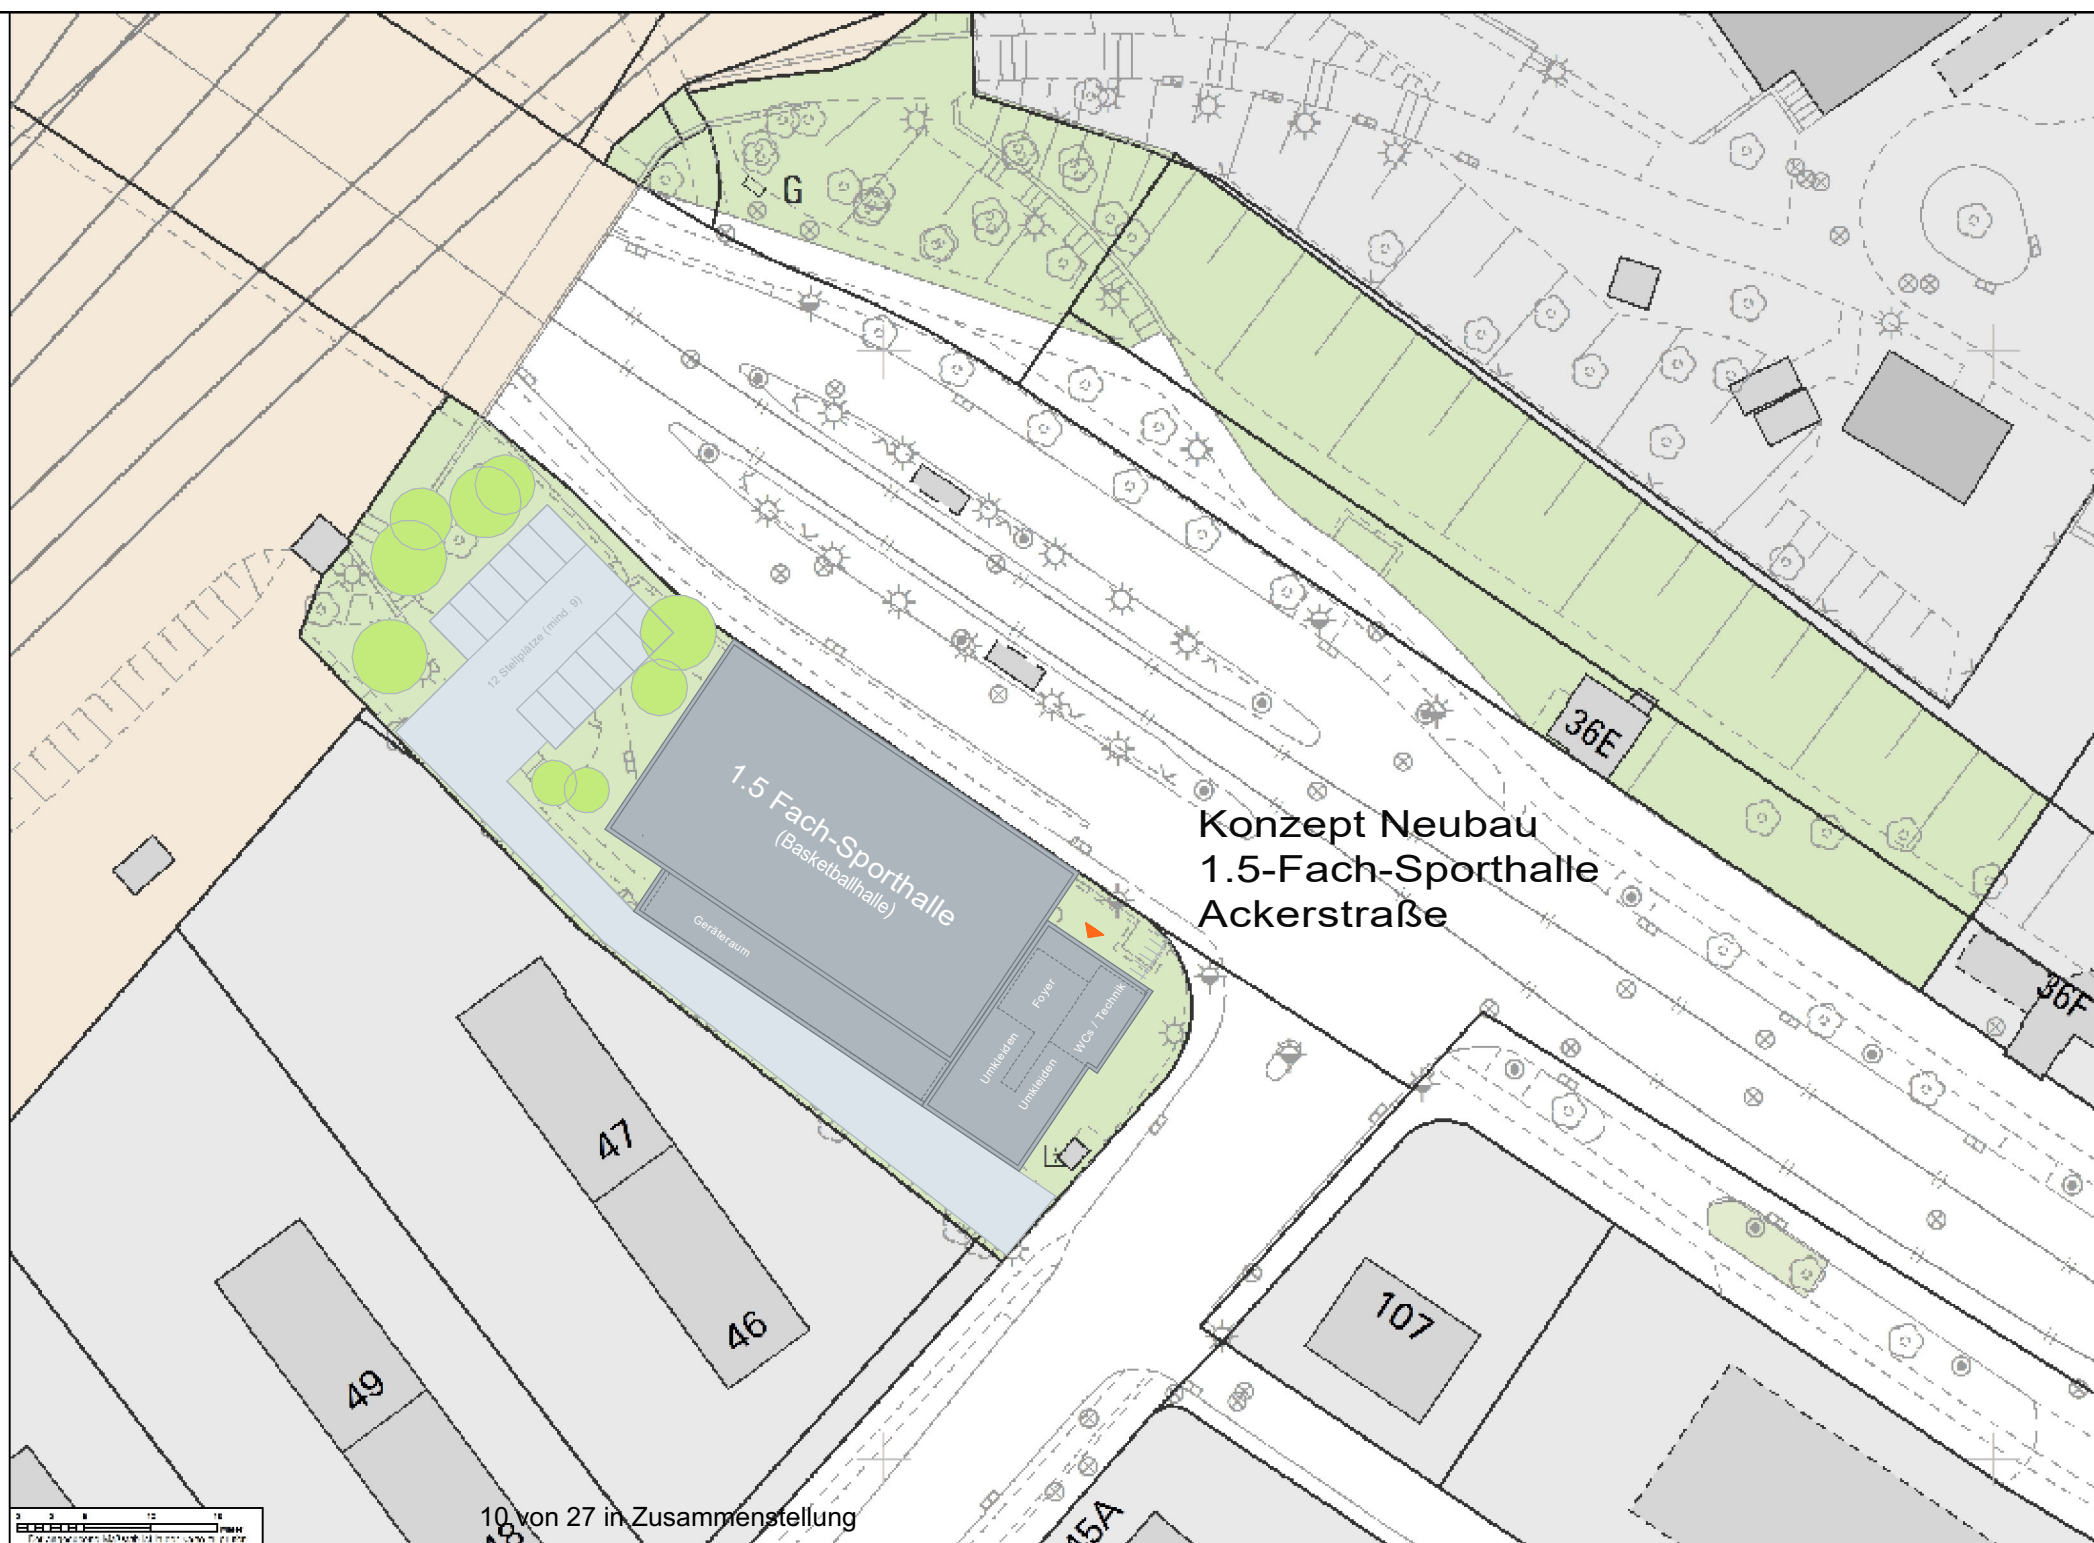 G
36E
12 Stellplätze (mind. 9)
1.5 Fach-Sporthalle
(Basketballhalle)
Konzept Neubau
1.5-Fach-Sporthalle
Ackerstraße
Geräteraum
Foyer
WCs / Technik
Umkleiden
Umkleiden
36F
47
46
49
107
48
45A
10 von 27 in Zusammenstellung